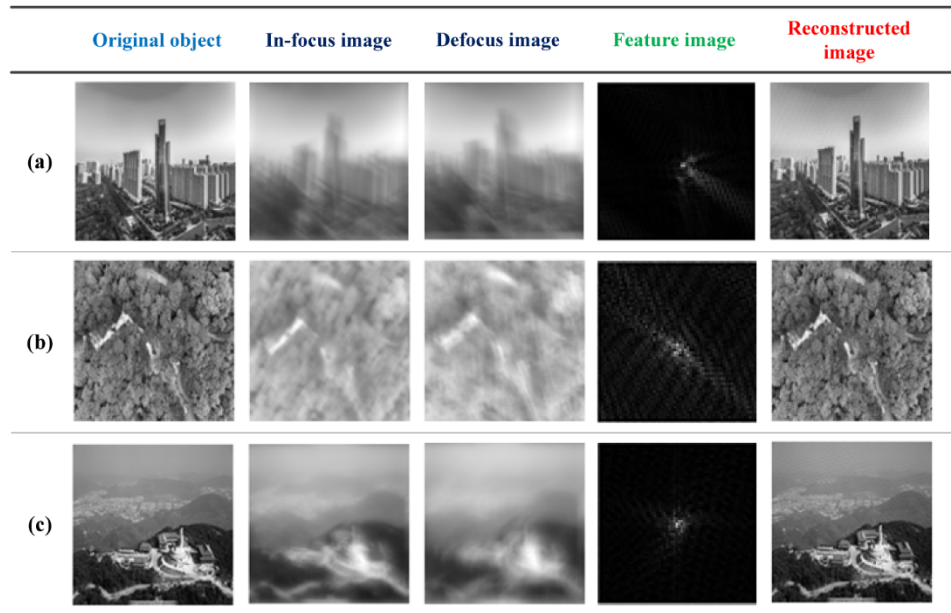 Original object
In-focus image
Defocus image
Feature image
Reconstructed
image
(a)
(b)
(c)